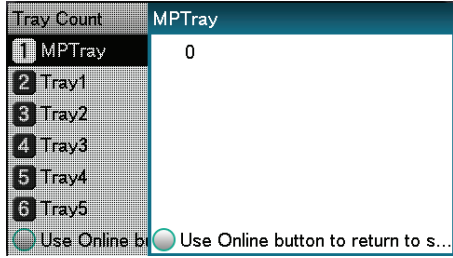 Tray Count
1 MPTray
2 Tray1
3 Tray2
4 Tray3
5 Tray4
6 Tray5
Use Online bu
MPTray
0
Use Online button to return to s...